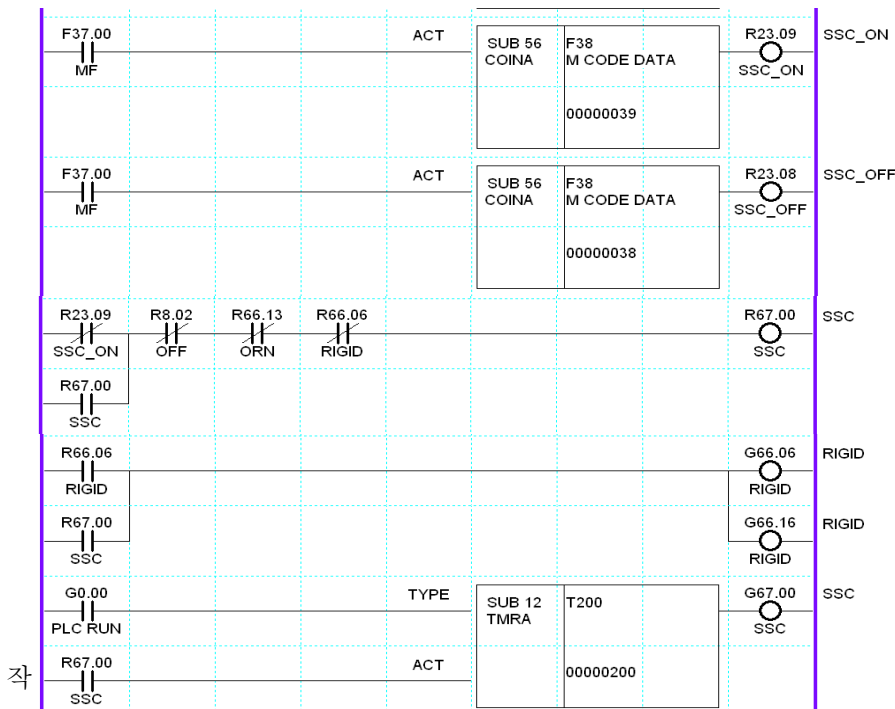 F37.00 ACT SUB 56 F38 R23.09 SSC_ON
MF COINA M CODE DATA SSC_ON
00000039
F37.00 ACT SUB 56 F38 R23.08 SSC_OFF
MF COINA M CODE DATA SSC_OFF
00000038
R23.09 R8.02 R66.13 R66.06 R67.00 SSC
SSC_ON OFF ORN RIGID SSC
R67.00
SSC
R66.06 G66.06 RIGID
RIGID RIGID
R67.00 G66.16 RIGID
SSC RIGID
G0.00 TYPE SUB 12 T200 G67.00 SSC
PLC RUN TMRA SSC
작 R67.00 ACT 00000200
SSC